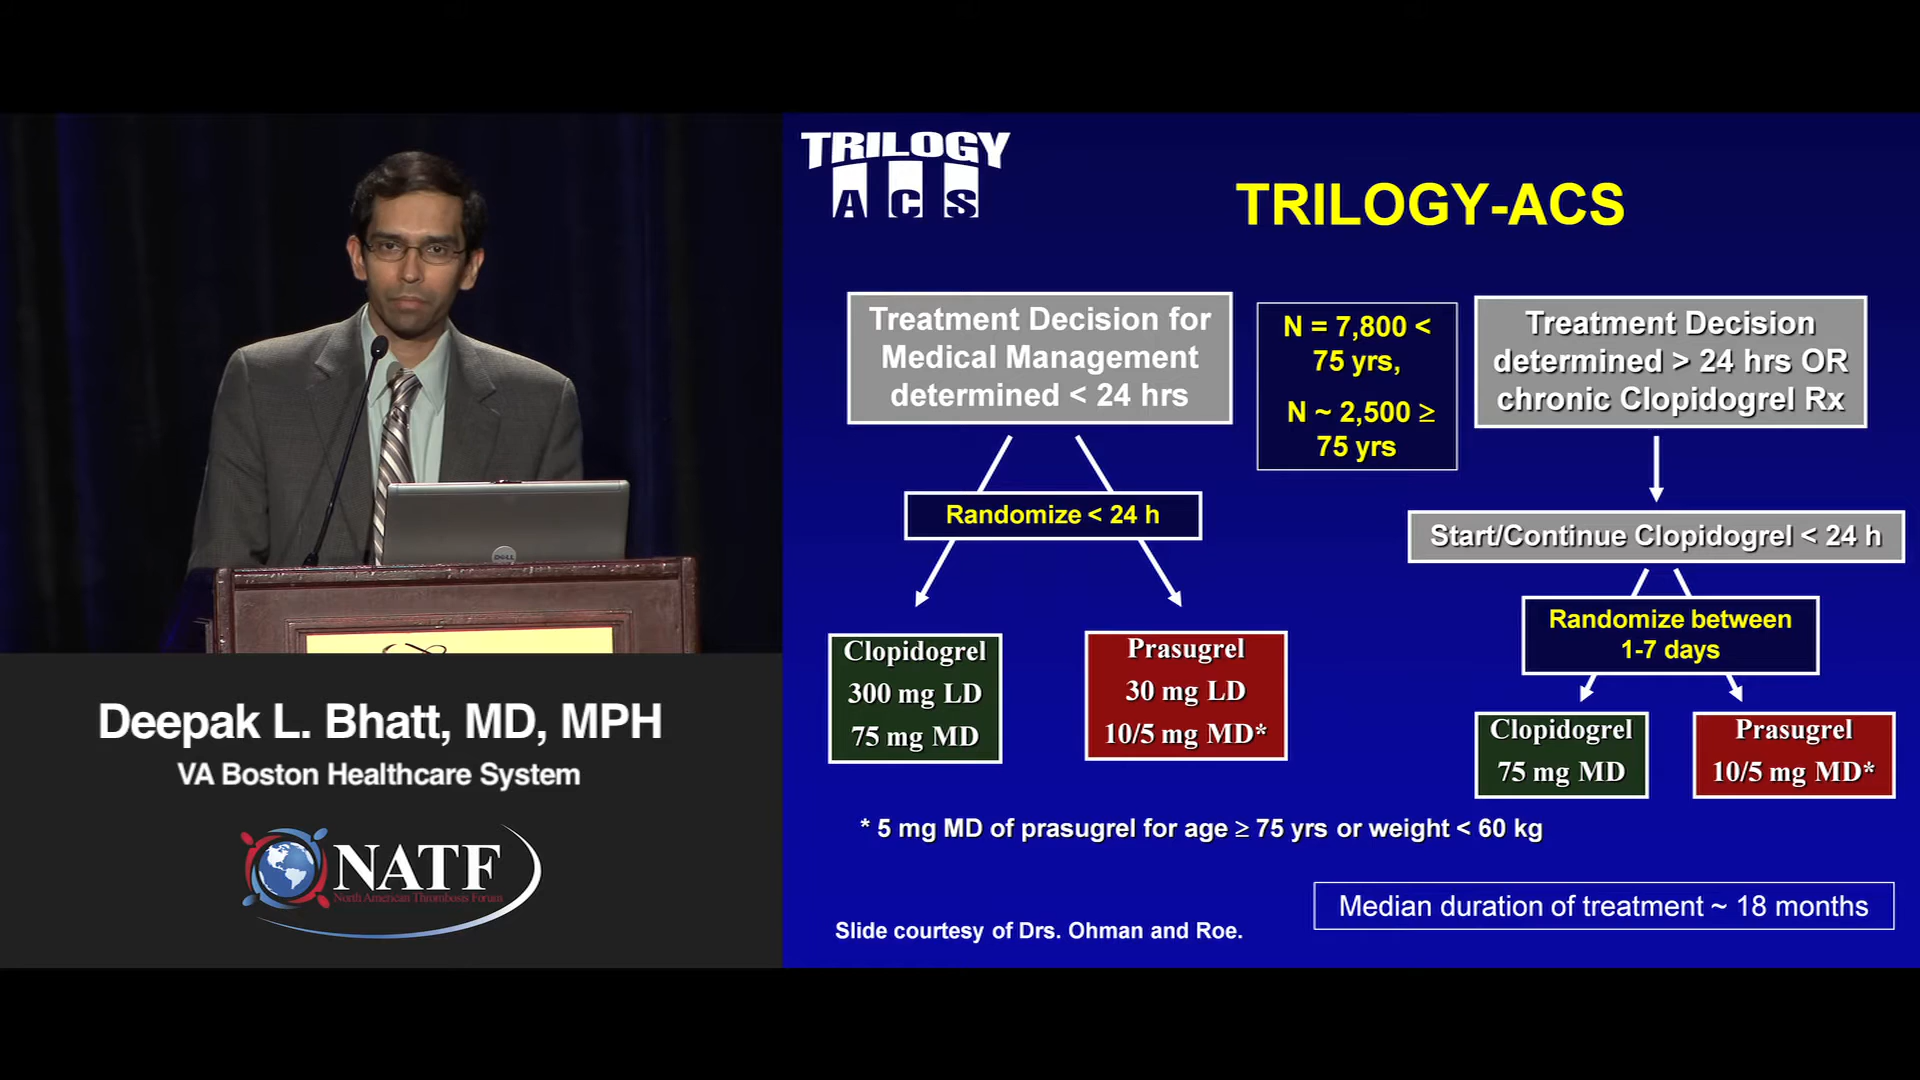 TRILOGY
ACS
TRILOGY-ACS
Treatment Decision for
Medical Management
determined < 24 hrs
N = 7,800 <
75 yrs,
N ~ 2,500 ≥
75 yrs
Treatment Decision
determined > 24 hrs OR
chronic Clopidogrel Rx
Randomize < 24 h
Start/Continue Clopidogrel < 24 h
Randomize between
1-7 days
Clopidogrel
300 mg LD
75 mg MD
Prasugrel
30 mg LD
10/5 mg MD*
Clopidogrel
75 mg MD
Prasugrel
10/5 mg MD*
* 5 mg MD of prasugrel for age ≥ 75 yrs or weight < 60 kg
Median duration of treatment ~ 18 months
Slide courtesy of Drs. Ohman and Roe.
DELL
Deepak L. Bhatt, MD, MPH
VA Boston Healthcare System
NATF
North American Thrombosis Forum